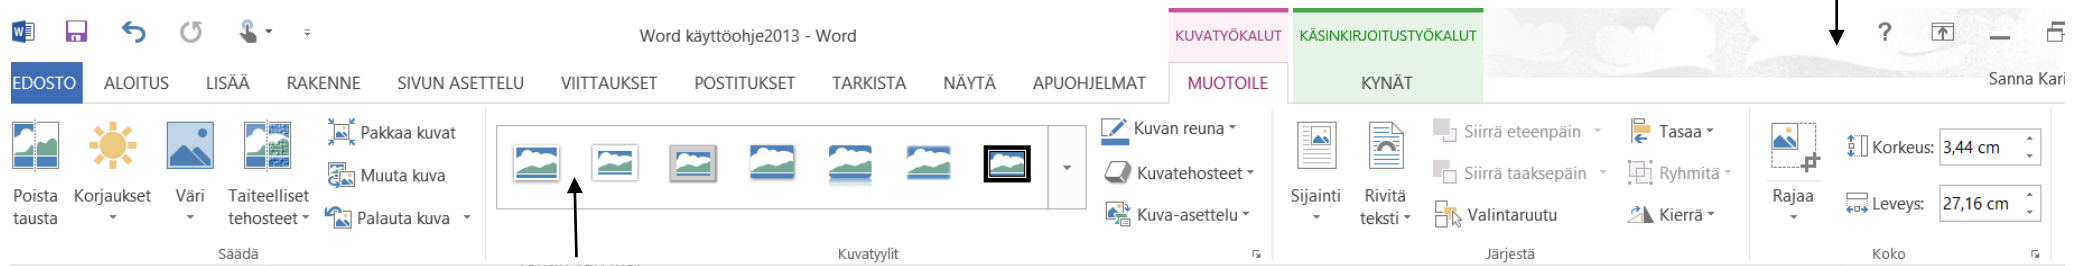 Word käyttöohje2013 - Word
KUVATYÖKALUT
KÄSINKIRJOITUSTYÖKALUT
?
EDOSTO ALOITUS LISÄÄ RAKENNE SIVUN ASETTELU VIITTAUKSET POSTITUKSET TARKISTA NÄYTÄ APUOHJELMAT MUOTOILE KYNÄT
Sanna Kari
Poista
tausta
Korjaukset
Väri
Taiteelliset
tehosteet
Pakkaa kuvat
Muuta kuva
Palauta kuva
Säädä
Kuvatyylit
Kuvan reuna
Kuvatehosteet
Kuva-asettelu
Sijainti
Rivitä
teksti
Siirrä eteenpäin
Siirrä taaksepäin
Valintaruutu
Tasaa
Ryhmitä
Kierrä
Järjestä
Rajaa
Korkeus: 3,44 cm
Leveys: 27,16 cm
Koko